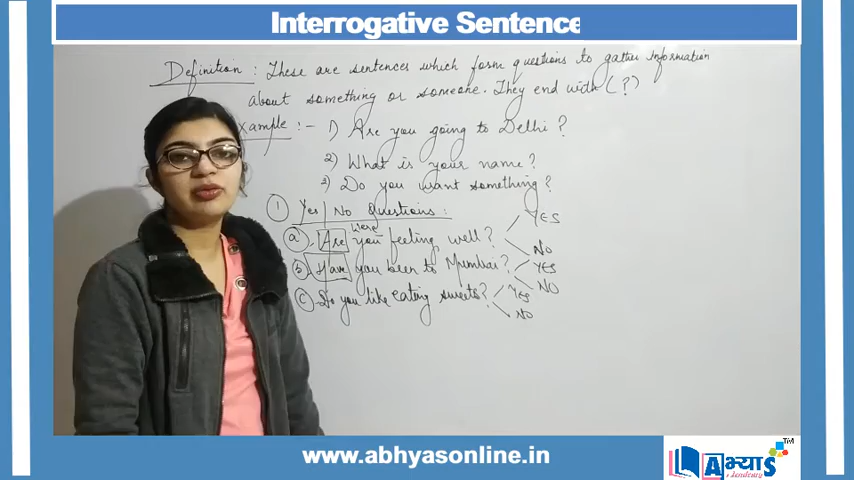 Interrogative Sentence
Definition : These are sentences which form questions to gather information
about something or someone. They end with (?)
xample :- 1) Are you going to Delhi ?
2) What is your name ?
3) Do you want something ?
1 Yes | No Questions :
YES
Were
a. Are you feeling well ?
No
b. Have you been to Mumbai ?
YES
NO
c. Do you like eating sweets ?
Yes
No
www.abhyasonline.in
अभ्याS
TM